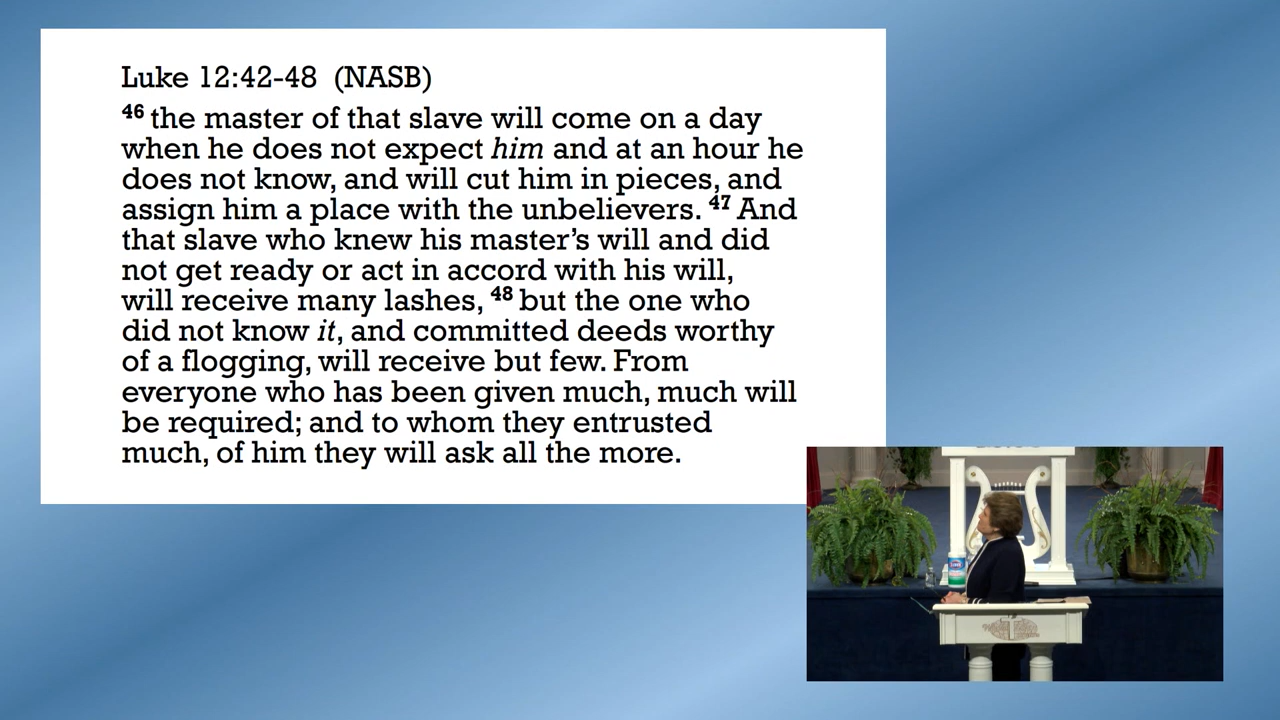 Luke 12:42-48 (NASB)
46 the master of that slave will come on a day
when he does not expect him and at an hour he
does not know, and will cut him in pieces, and
assign him a place with the unbelievers. 47 And
that slave who knew his master’s will and did
not get ready or act in accord with his will,
will receive many lashes, 48 but the one who
did not know it, and committed deeds worthy
of a flogging, will receive but few. From
everyone who has been given much, much will
be required; and to whom they entrusted
much, of him they will ask all the more.